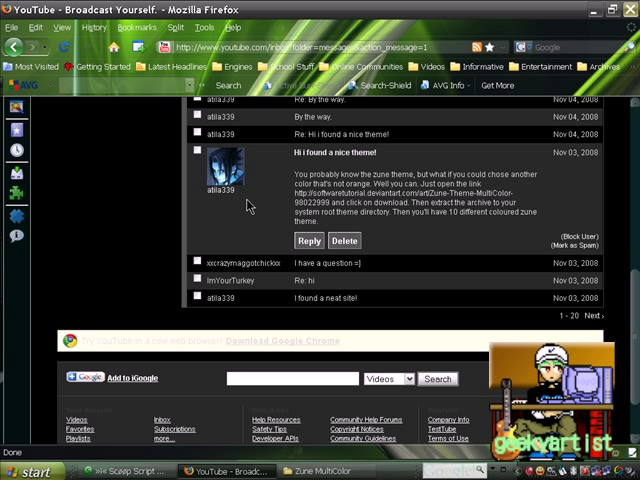 YouTube - Broadcast Yourself. - Mozilla Firefox
File Edit View History Bookmarks Scrapbook Tools Help
http://www.youtube.com/inbox?folder=messages&action_message=1
Google
Most Visited Getting Started Latest Headlines Engines School Stuff Online Communities Videos Informative Entertainment Archives
AVG Search Search-Shield AVG Info Get More
atila339 Re: By the way. Nov 04, 2008
atila339 By the way. Nov 04, 2008
atila339 Re: Hi i found a nice theme! Nov 04, 2008
Hi i found a nice theme! Nov 03, 2008
atila339
You probably know the zune theme, but what if you could chose another
color that's not orange. Well you can. Just open the link
http://softwaretutorial.deviantart.com/art/Zune-Theme-MultiColor-
98022999 and click on download. Then extract the archive to your
system root theme directory. Then you'll have 10 different coloured zune
theme.
Reply Delete
(Block User)
(Mark as Spam)
xxcrazymaggotchickxx I have a question =] Nov 03, 2008
ImYourTurkey Re: hi Nov 03, 2008
atila339 I found a neat site! Nov 03, 2008
1 - 20 Next
Try YouTube in a new web browser! Download Google Chrome
Google Add to iGoogle Videos Search
Videos Inbox Help Resources Community Help Forums Company Info
Favorites Subscriptions Safety Tips Copyright Notices TestTube
Playlists more... Developer APIs Community Guidelines Terms of Use
geekyartist
Done
start Scøøp Script ... YouTube - Broadc... Zune MultiColor Google